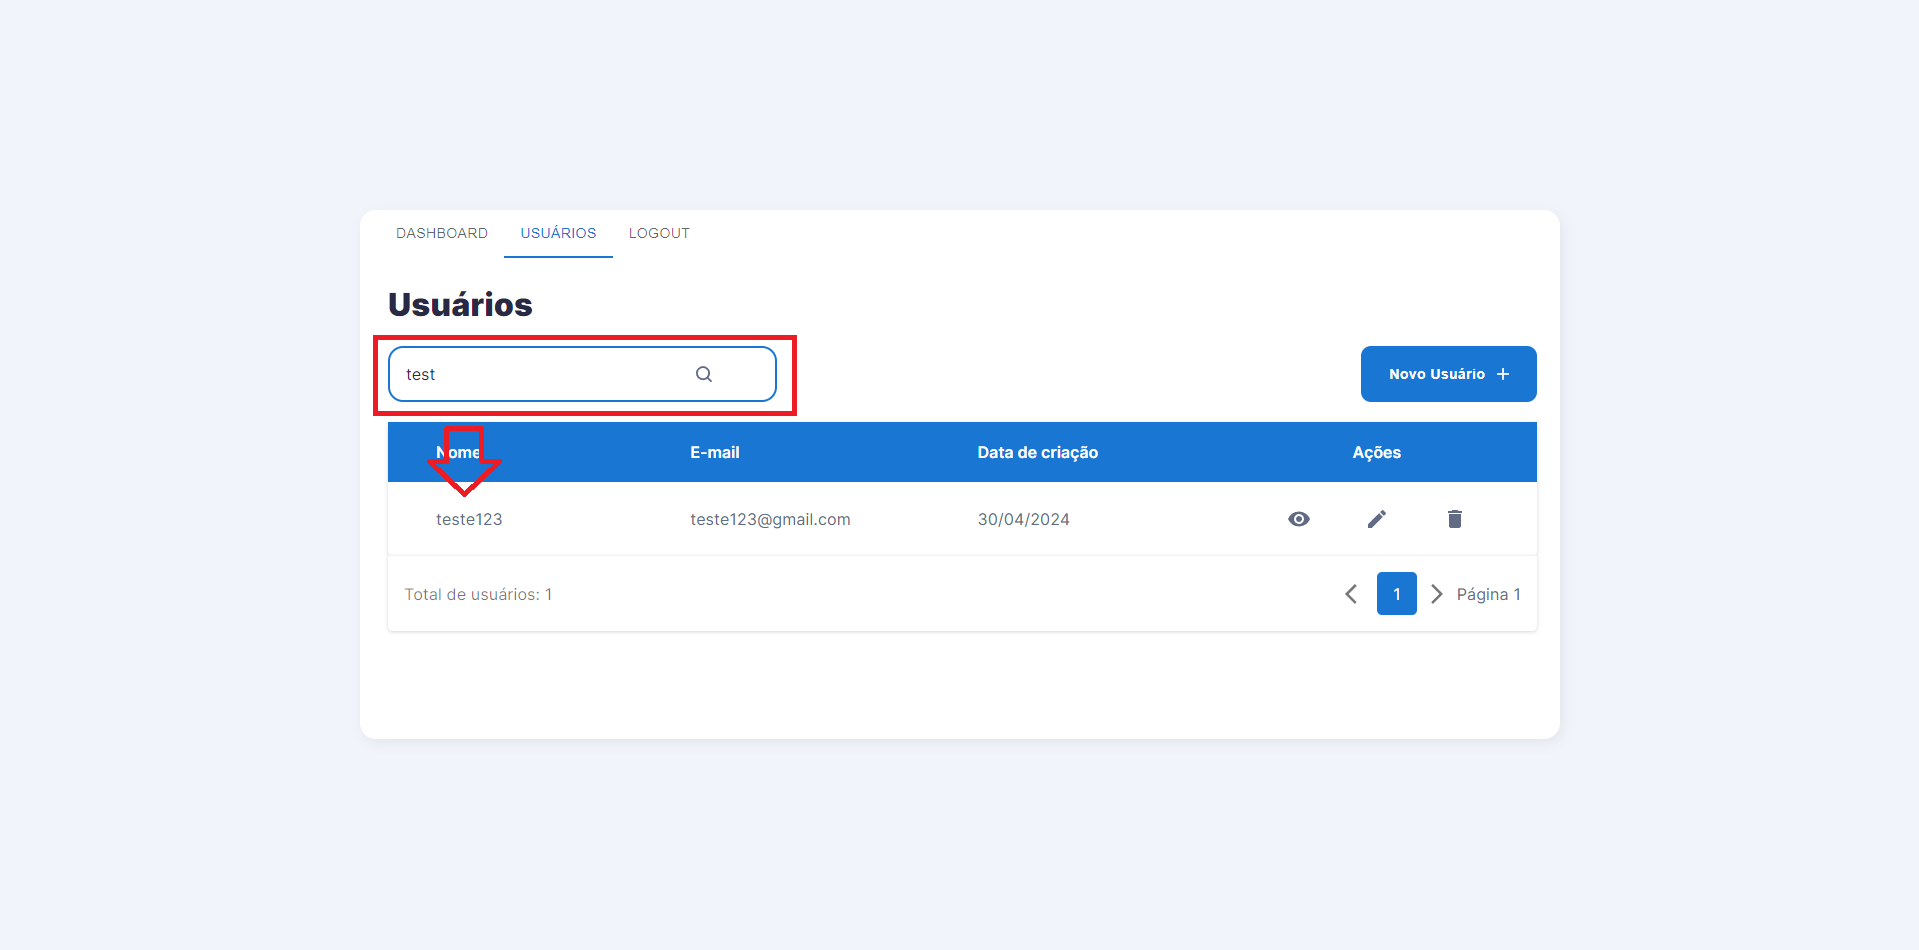 DASHBOARD USUÁRIOS LOGOUT
Usuários
test
Novo Usuário +
Nome E-mail Data de criação Ações
teste123 teste123@gmail.com 30/04/2024
Total de usuários: 1 1 Página 1